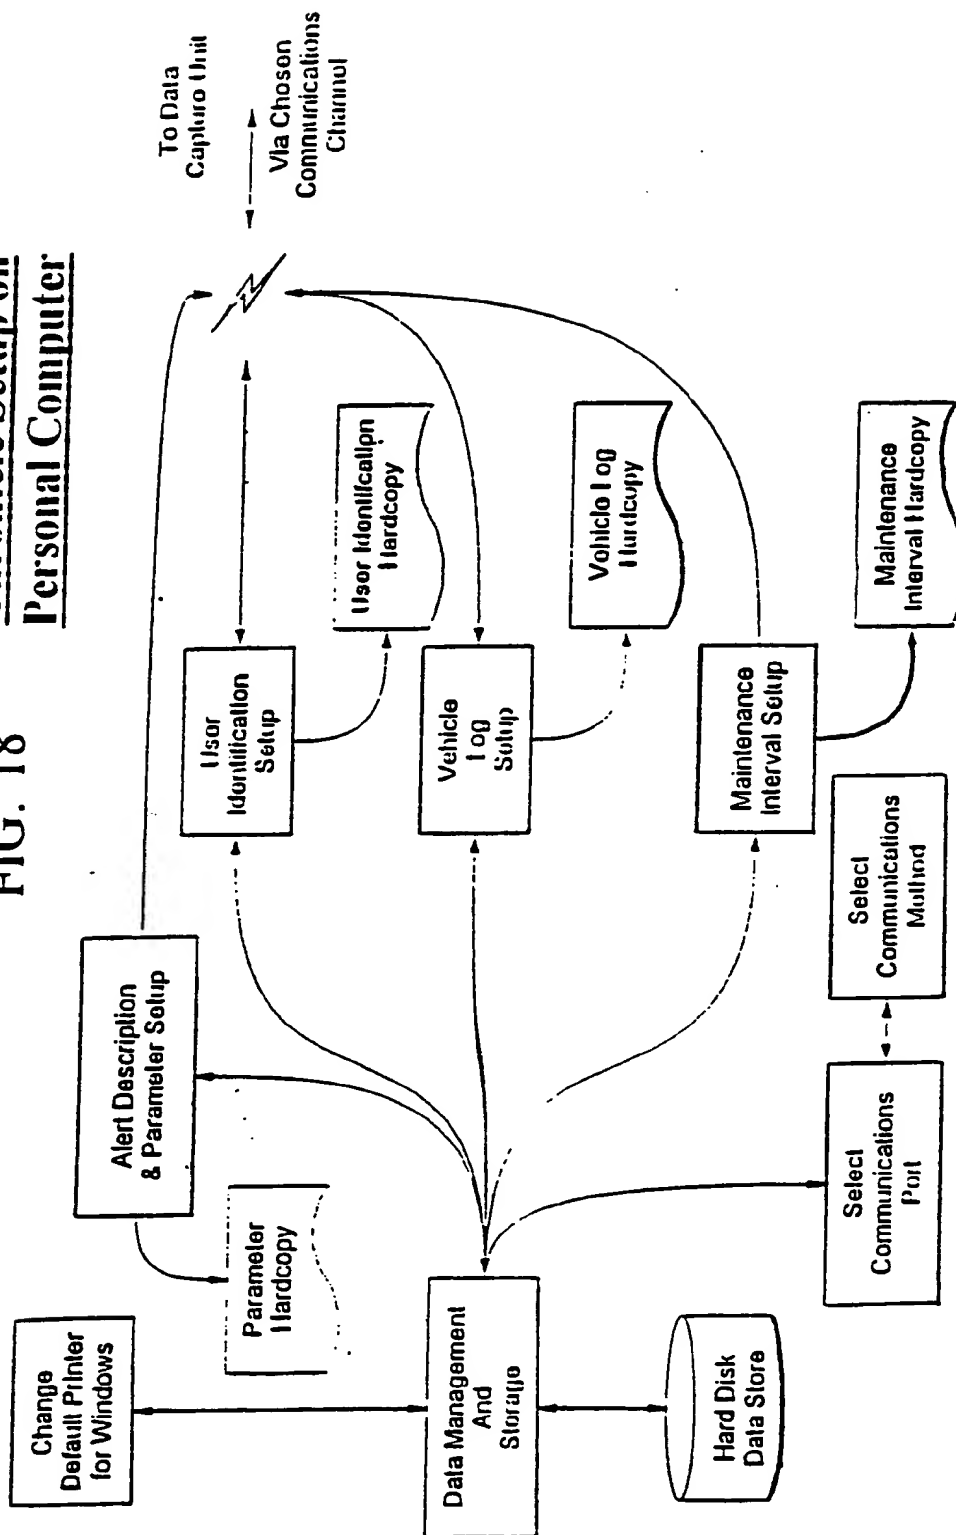 FIG. 18
Personal Computer
To Data
Capture Unit
Via Chosen
Communications
Channel
Change
Default Printer
for Windows
Alert Description
& Parameter Setup
Parameter
Hardcopy
User
Identification
Setup
User Identification
Hardcopy
Data Management
And
Storage
Vehicle
Log
Setup
Vehicle Log
Hardcopy
Hard Disk
Data Store
Maintenance
Interval Setup
Maintenance
Interval Hardcopy
Select
Communications
Port
Select
Communications
Method